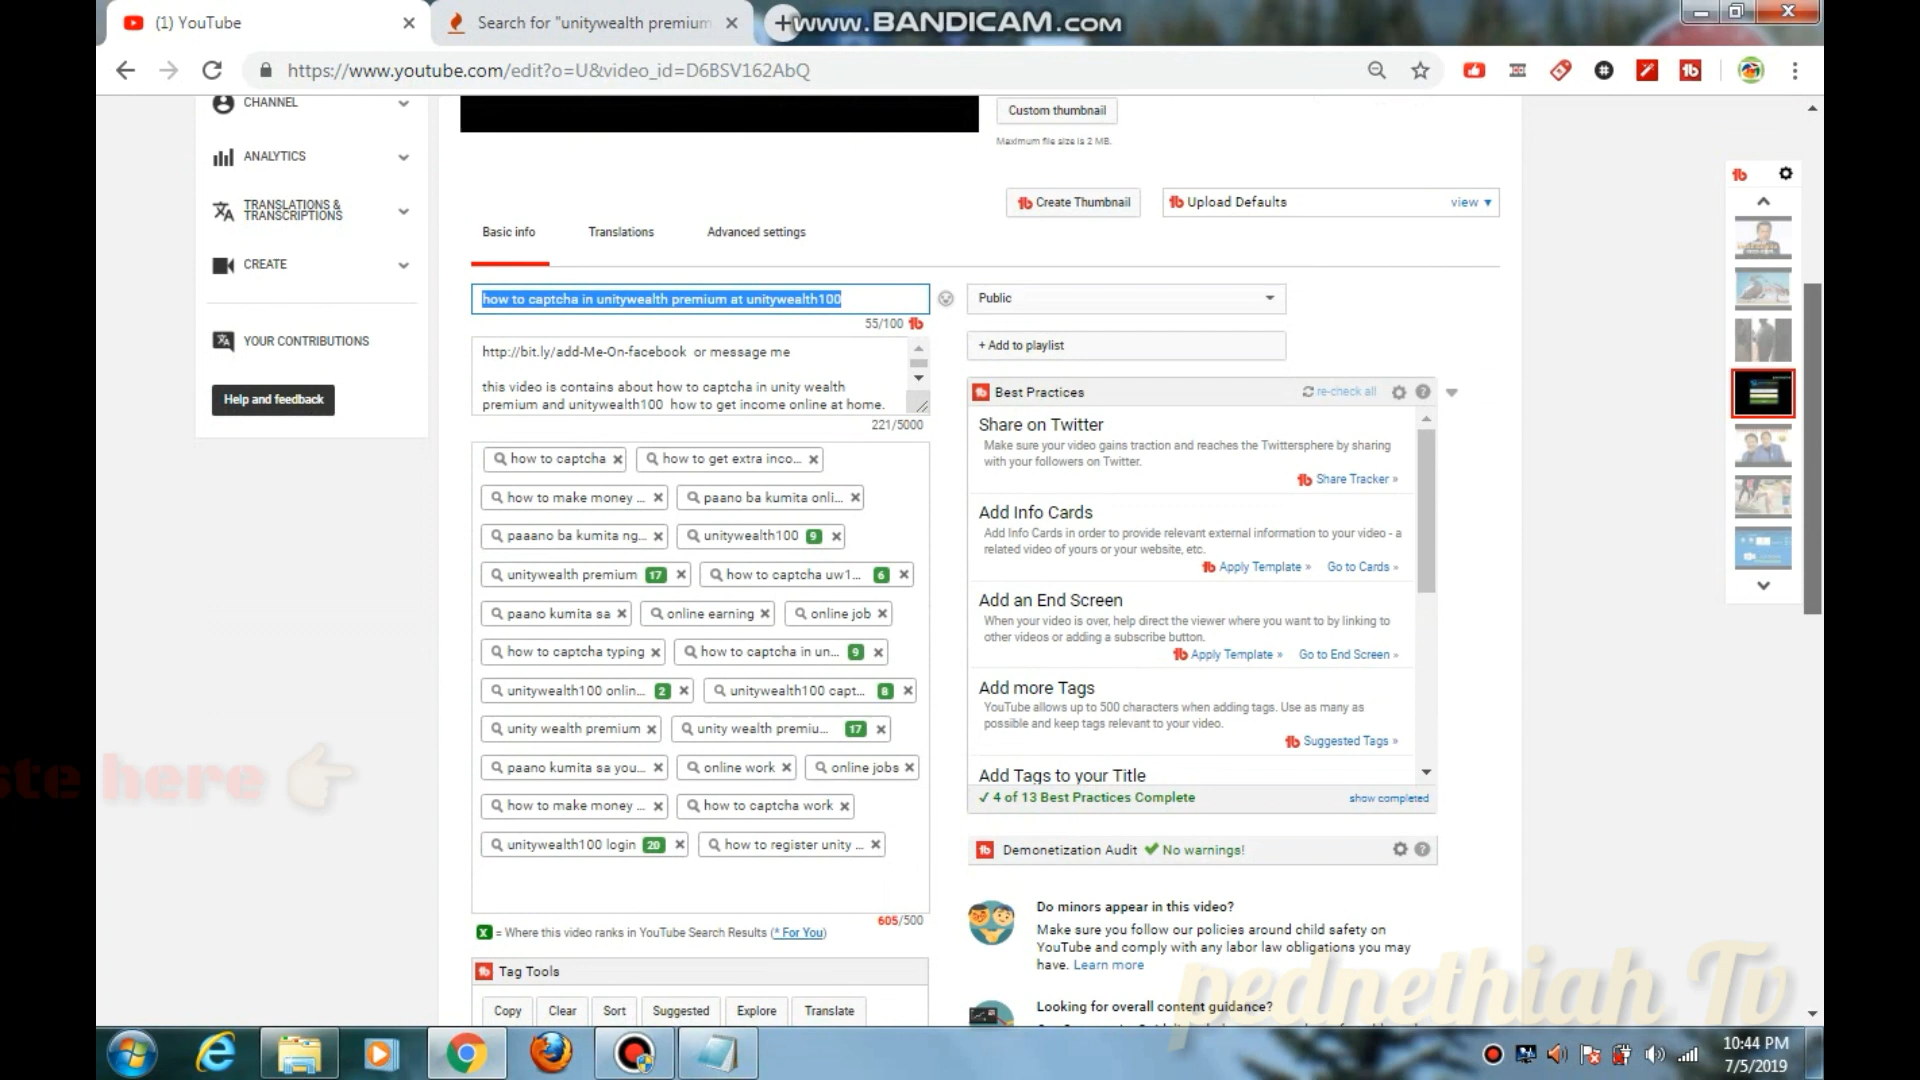 (1) YouTube
Search for "unitywealth premium
www.BANDICAM.com
https://www.youtube.com/edit?o=U&video_id=D6BSV162AbQ
CHANNEL
ANALYTICS
TRANSLATIONS &
TRANSCRIPTIONS
CREATE
YOUR CONTRIBUTIONS
Help and feedback
Custom thumbnail
Maximum file size is 2 MB.
Create Thumbnail
Upload Defaults
view
Basic info
Translations
Advanced settings
how to captcha in unitywealth premium at unitywealth100
55/100
http://bit.ly/add-Me-On-facebook or message me
this video is contains about how to captcha in unity wealth
premium and unitywealth100 how to get income online at home.
221/5000
how to captcha
how to get extra inco...
how to make money ...
paano ba kumita onli...
paaano ba kumita ng...
unitywealth100 9
unitywealth premium 17
how to captcha uw1... 6
paano kumita sa
online earning
online job
how to captcha typing
how to captcha in un... 9
unitywealth100 onlin... 2
unitywealth100 capt... 8
unity wealth premium
unity wealth premiu... 17
paano kumita sa you...
online work
online jobs
how to make money ...
how to captcha work
unitywealth100 login 20
how to register unity ...
605/500
X = Where this video ranks in YouTube Search Results (* For You)
Tag Tools
Copy
Clear
Sort
Suggested
Explore
Translate
Public
+ Add to playlist
Best Practices
re-check all
Share on Twitter
Make sure your video gains traction and reaches the Twittersphere by sharing
with your followers on Twitter.
Share Tracker »
Add Info Cards
Add Info Cards in order to provide relevant external information to your video - a
related video of yours or your website, etc.
Apply Template »
Go to Cards »
Add an End Screen
When your video is over, help direct the viewer where you want to by linking to
other videos or adding a subscribe button.
Apply Template »
Go to End Screen »
Add more Tags
YouTube allows up to 500 characters when adding tags. Use as many as
possible and keep tags relevant to your video.
Suggested Tags »
Add Tags to your Title
✓ 4 of 13 Best Practices Complete
show completed
Demonetization Audit ✔ No warnings!
Do minors appear in this video?
Make sure you follow our policies around child safety on
YouTube and comply with any labor law obligations you may
have. Learn more
Looking for overall content guidance?
ste here
pednethiah Tv
10:44 PM
7/5/2019